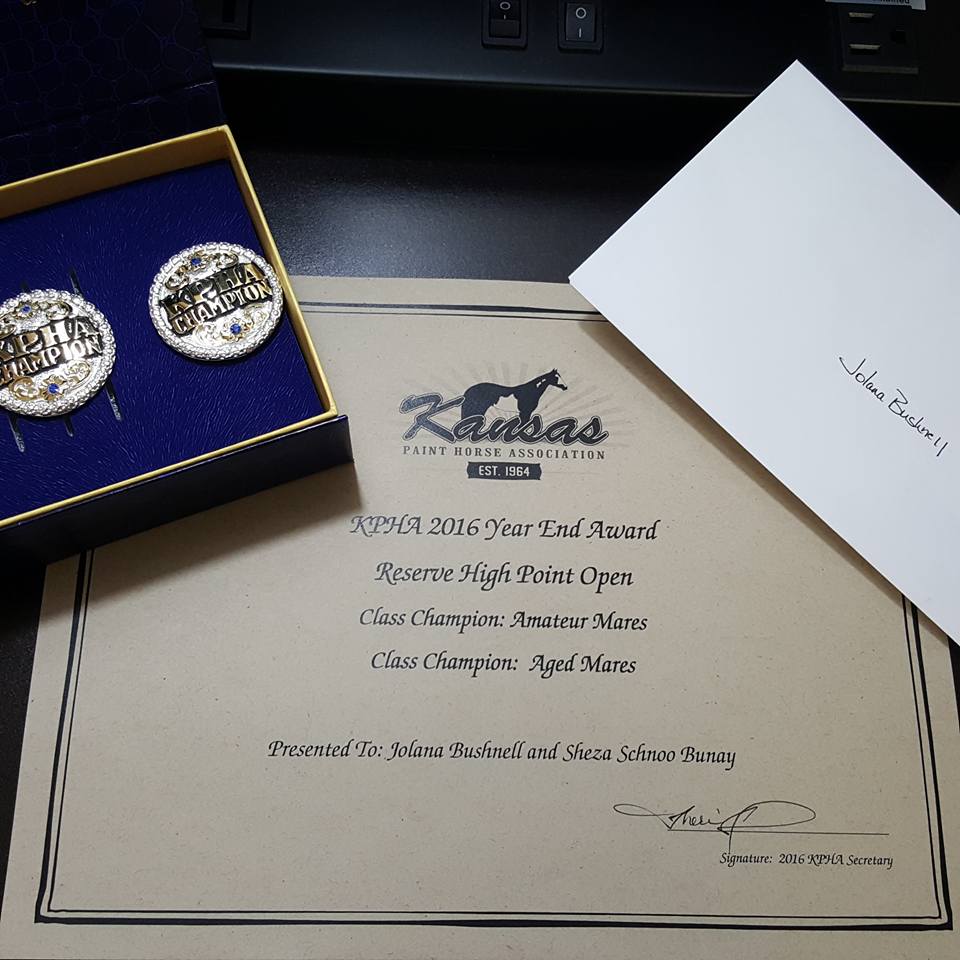 KPHA
CHAMPION
KPHA
CHAMPION
Jolana Bushnell
Kansas
PAINT HORSE ASSOCIATION
EST. 1964
KPHA 2016 Year End Award
Reserve High Point Open
Class Champion: Amateur Mares
Class Champion: Aged Mares
Presented To: Jolana Bushnell and Sheza Schnoo Bunay
Signature: 2016 KPHA Secretary